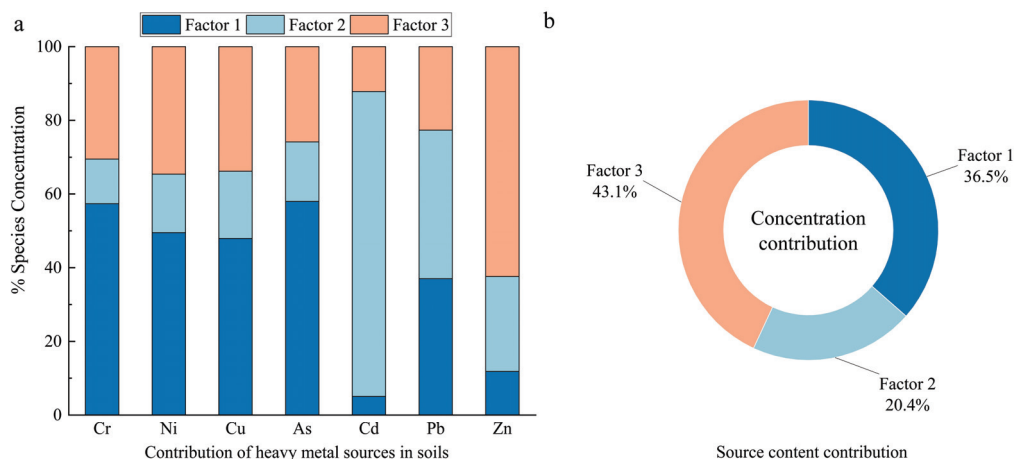 a
Factor 1 Factor 2 Factor 3
% Species Concentration
100
80
60
40
20
0
Cr Ni Cu As Cd Pb Zn
Contribution of heavy metal sources in soils
b
Factor 1
36.5%
Factor 3
43.1%
Concentration
contribution
Factor 2
20.4%
Source content contribution